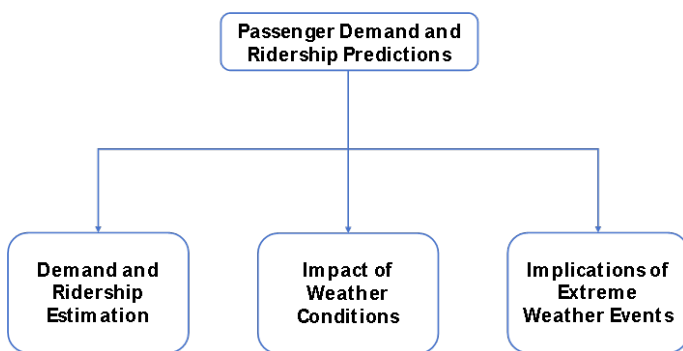 Passenger Demand and
Ridership Predictions
Demand and
Ridership
Estimation
Impact of
Weather
Conditions
Implications of
Extreme
Weather Events